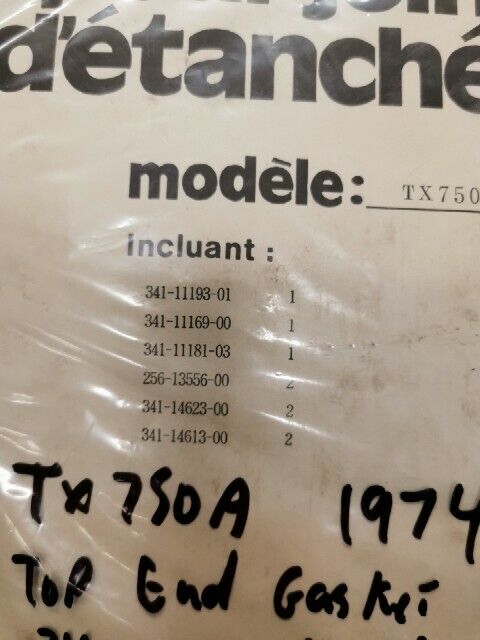 d'étanché
modèle: TX750
incluant :
341-11193-01 1
341-11169-00 1
341-11181-03 1
256-13556-00 2
341-14623-00 2
341-14613-00 2
TX750A 1974
Top End Gasket